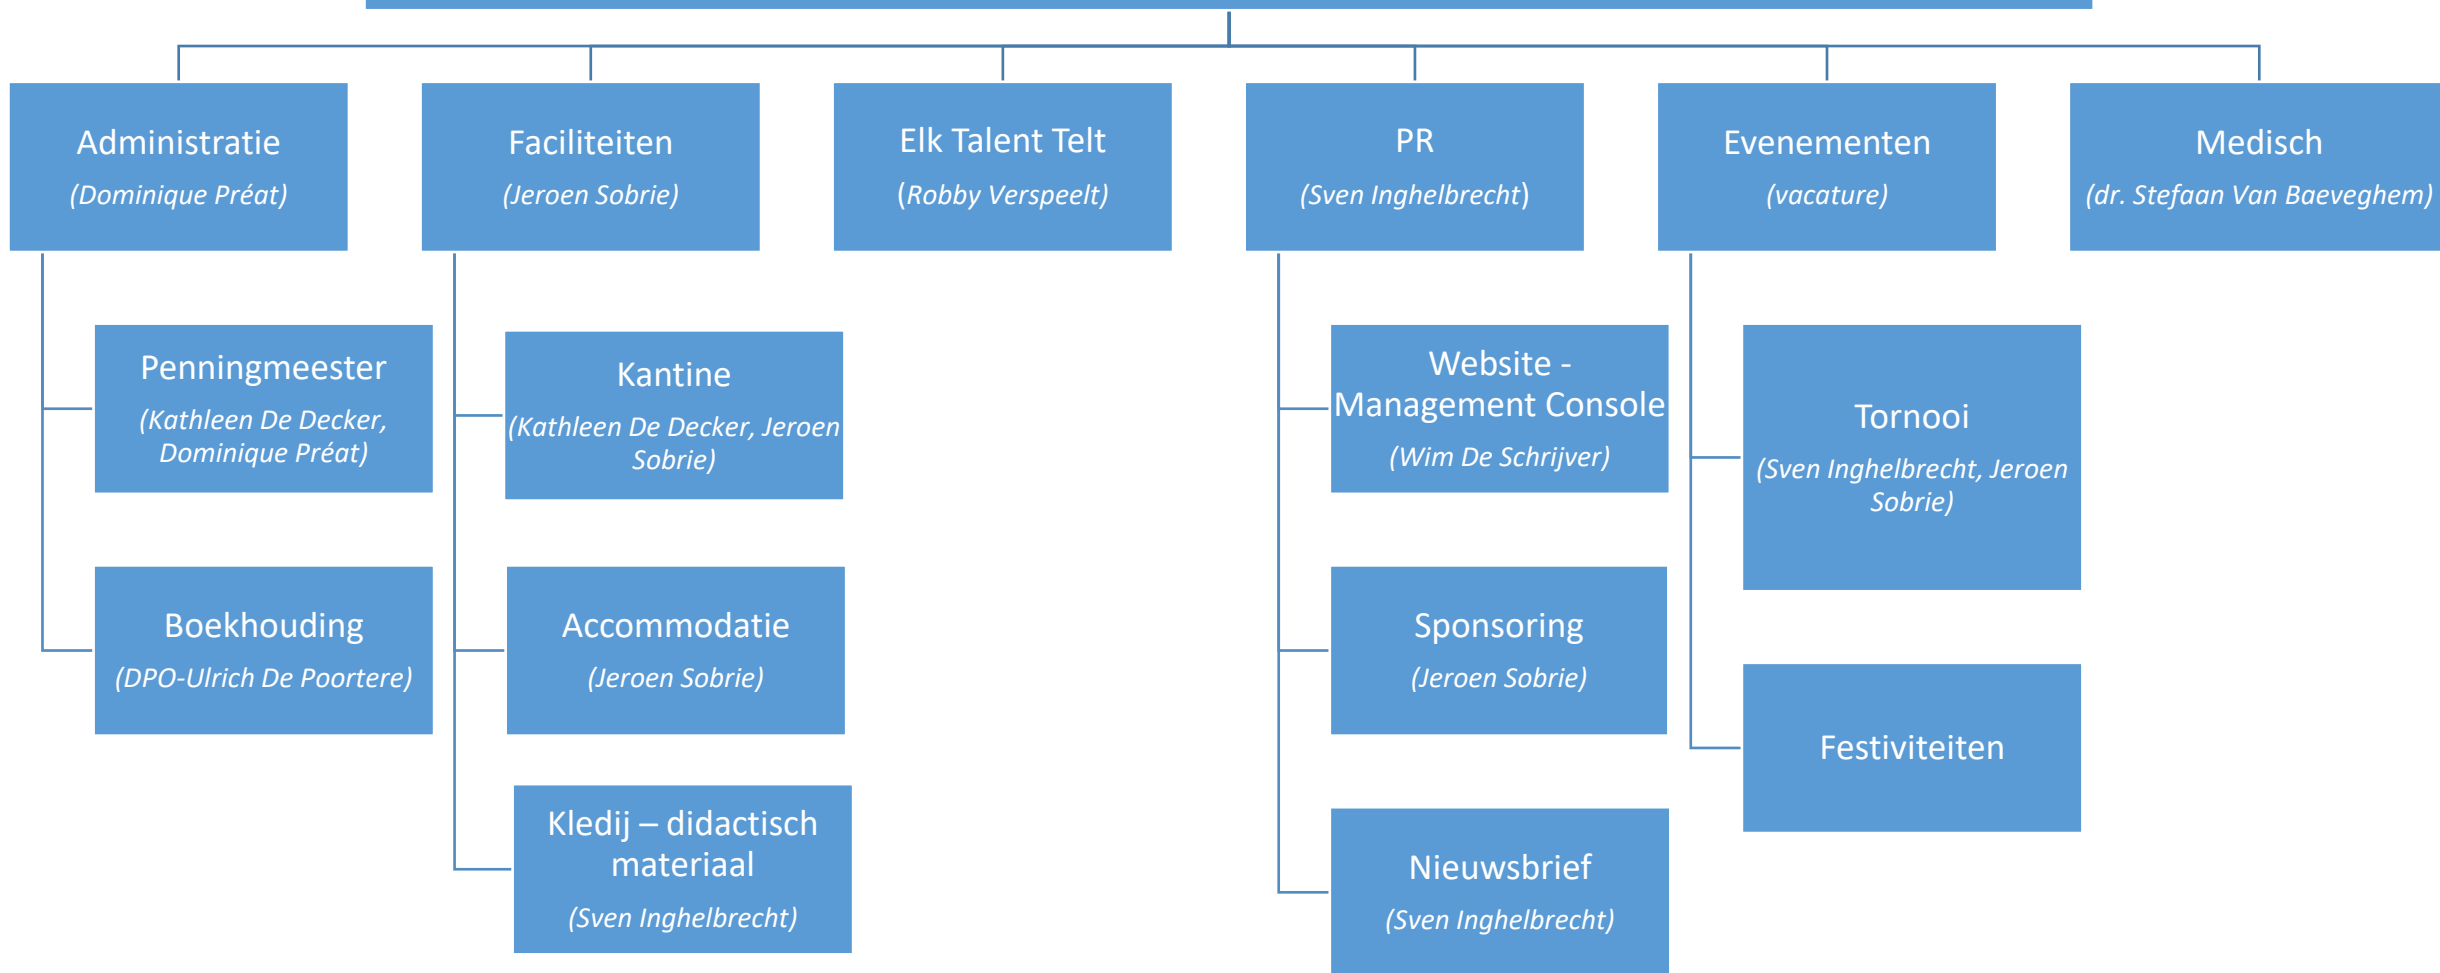 Administratie
(Dominique Préat)
Faciliteiten
(Jeroen Sobrie)
Elk Talent Telt
(Robby Verspeelt)
PR
(Sven Inghelbrecht)
Evenementen
(vacature)
Medisch
(dr. Stefaan Van Baeveghem)
Penningmeester
(Kathleen De Decker,
Dominique Préat)
Boekhouding
(DPO-Ulrich De Poortere)
Kantine
(Kathleen De Decker, Jeroen
Sobrie)
Accommodatie
(Jeroen Sobrie)
Kledij – didactisch
materiaal
(Sven Inghelbrecht)
Website -
Management Console
(Wim De Schrijver)
Sponsoring
(Jeroen Sobrie)
Nieuwsbrief
(Sven Inghelbrecht)
Tornooi
(Sven Inghelbrecht, Jeroen
Sobrie)
Festiviteiten